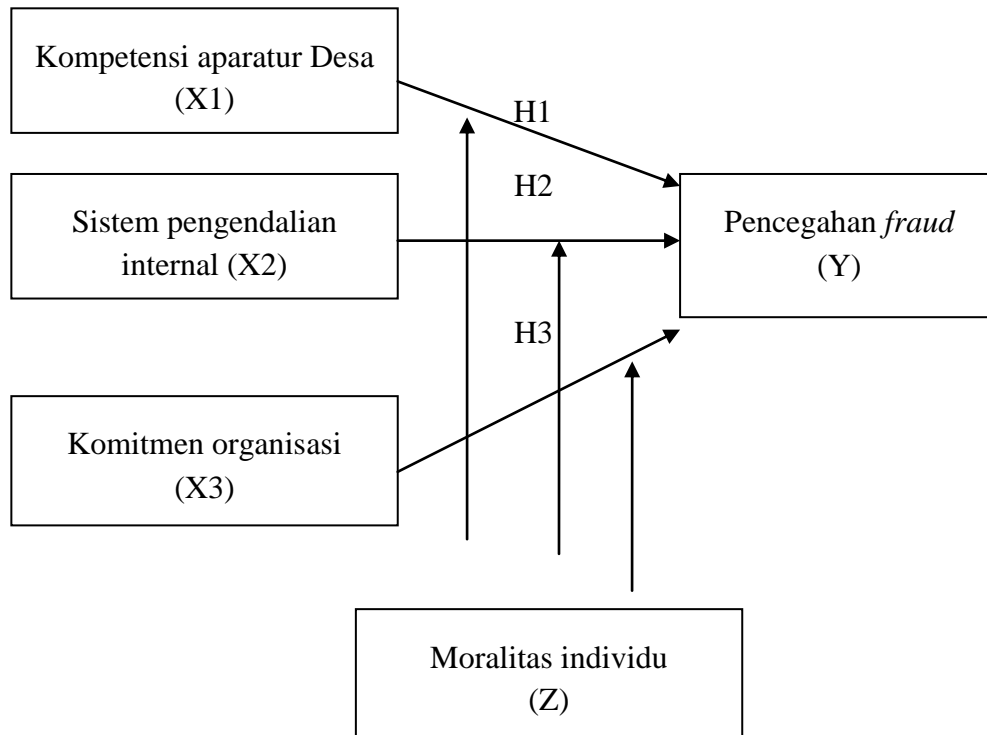 Kompetensi aparatur Desa
(X1)
H1
H2
Sistem pengendalian
internal (X2)
Pencegahan fraud
(Y)
H3
Komitmen organisasi
(X3)
Moralitas individu
(Z)